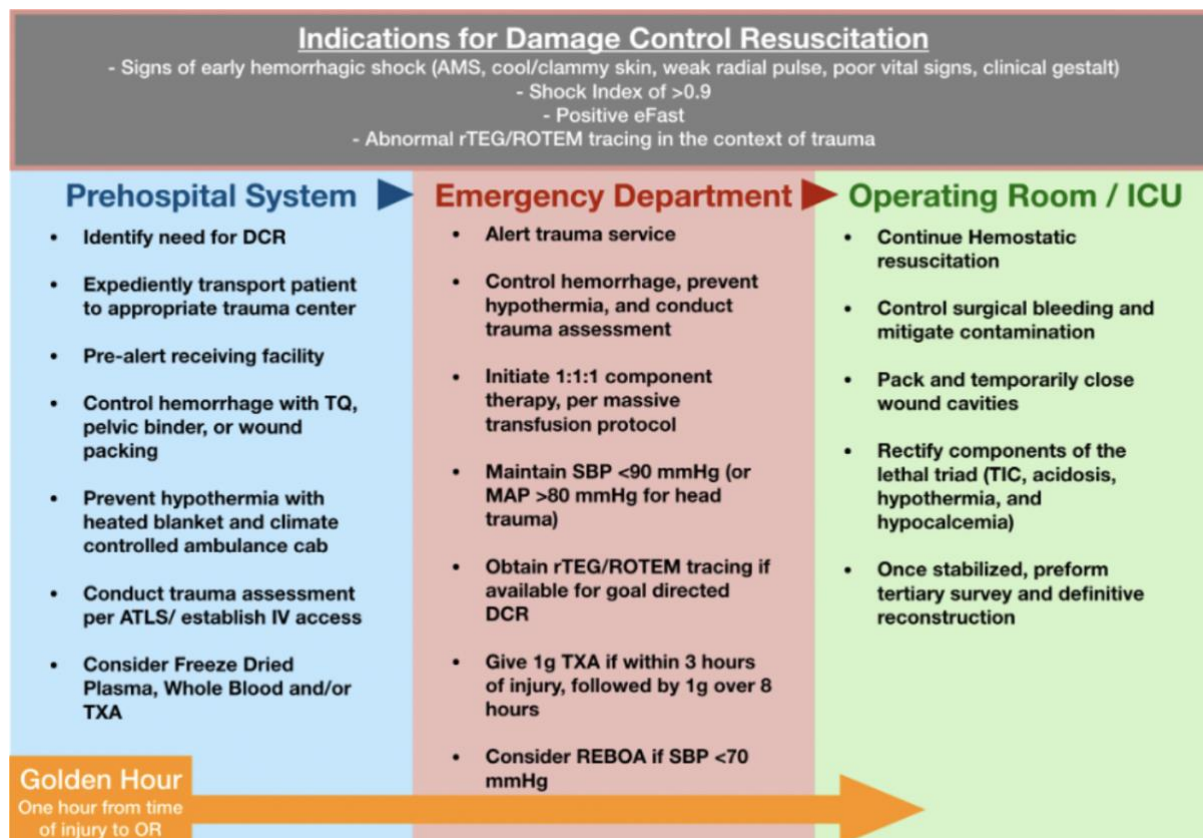 Indications for Damage Control Resuscitation
- Signs of early hemorrhagic shock (AMS, cool/clammy skin, weak radial pulse, poor vital signs, clinical gestalt)
- Shock Index of >0.9
- Positive eFast
- Abnormal rTEG/ROTEM tracing in the context of trauma
Prehospital System
• Identify need for DCR
• Expediently transport patient
to appropriate trauma center
• Pre-alert receiving facility
• Control hemorrhage with TQ,
pelvic binder, or wound
packing
• Prevent hypothermia with
heated blanket and climate
controlled ambulance cab
• Conduct trauma assessment
per ATLS/ establish IV access
• Consider Freeze Dried
Plasma, Whole Blood and/or
TXA
Emergency Department
• Alert trauma service
• Control hemorrhage, prevent
hypothermia, and conduct
trauma assessment
• Initiate 1:1:1 component
therapy, per massive
transfusion protocol
• Maintain SBP <90 mmHg (or
MAP >80 mmHg for head
trauma)
• Obtain rTEG/ROTEM tracing if
available for goal directed
DCR
• Give 1g TXA if within 3 hours
of injury, followed by 1g over 8
hours
• Consider REBOA if SBP <70
mmHg
Operating Room / ICU
• Continue Hemostatic
resuscitation
• Control surgical bleeding and
mitigate contamination
• Pack and temporarily close
wound cavities
• Rectify components of the
lethal triad (TIC, acidosis,
hypothermia, and
hypocalcemia)
• Once stabilized, preform
tertiary survey and definitive
reconstruction
Golden Hour
One hour from time
of injury to OR